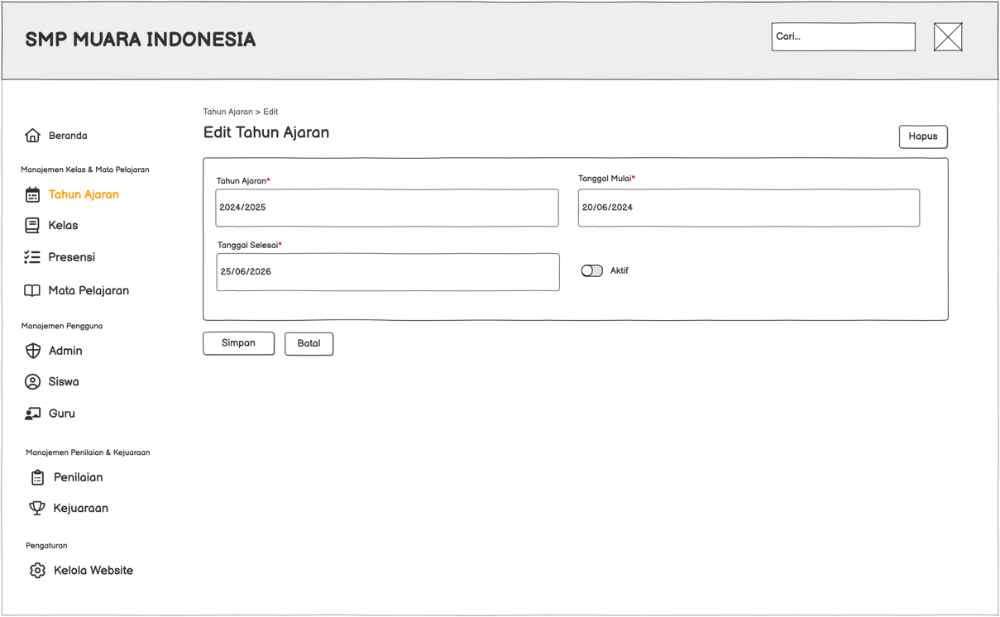 SMP MUARA INDONESIA
Cari...
Beranda
Manajemen Kelas & Mata Pelajaran
Tahun Ajaran
Kelas
Presensi
Mata Pelajaran
Manajemen Pengguna
Admin
Siswa
Guru
Manajemen Penilaian & Kejuaraan
Penilaian
Kejuaraan
Pengaturan
Kelola Website
Tahun Ajaran > Edit
Edit Tahun Ajaran
Hapus
Tahun Ajaran*
2024/2025
Tanggal Mulai*
20/06/2024
Tanggal Selesai*
25/06/2026
Aktif
Simpan
Batal